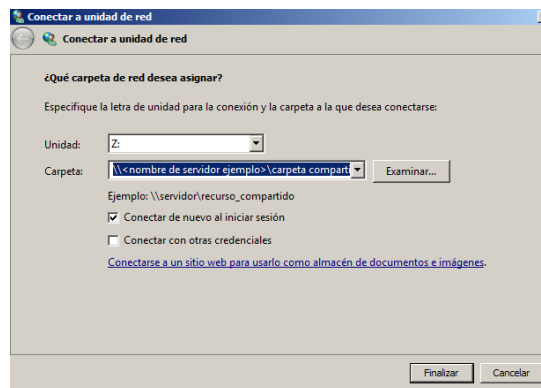 Conectar a unidad de red
Conectar a unidad de red
¿Qué carpeta de red desea asignar?
Especifique la letra de unidad para la conexión y la carpeta a la que desea conectarse:
Unidad: Z:
Carpeta: \\<nombre de servidor ejemplo>\carpeta comparti Examinar...
Ejemplo: \\servidor\recurso_compartido
Conectar de nuevo al iniciar sesión
Conectar con otras credenciales
Conectarse a un sitio web para usarlo como almacén de documentos e imágenes.
Finalizar Cancelar